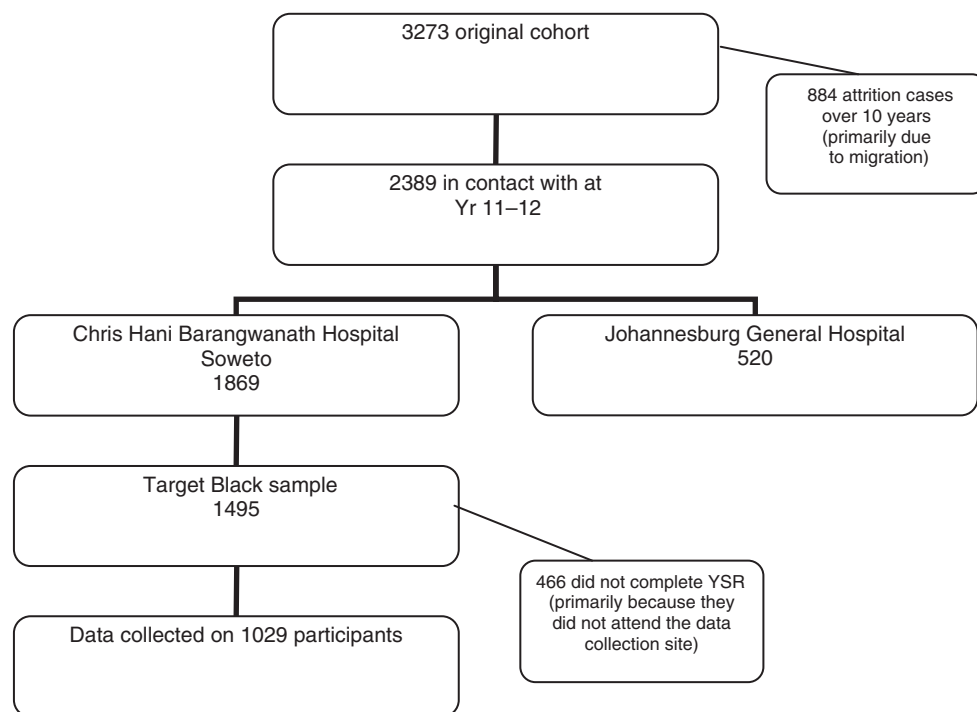 3273 original cohort
884 attrition cases
over 10 years
(primarily due
to migration)
2389 in contact with at
Yr 11–12
Chris Hani Barangwanath Hospital
Soweto
1869
Johannesburg General Hospital
520
Target Black sample
1495
466 did not complete YSR
(primarily because they
did not attend the data
collection site)
Data collected on 1029 participants